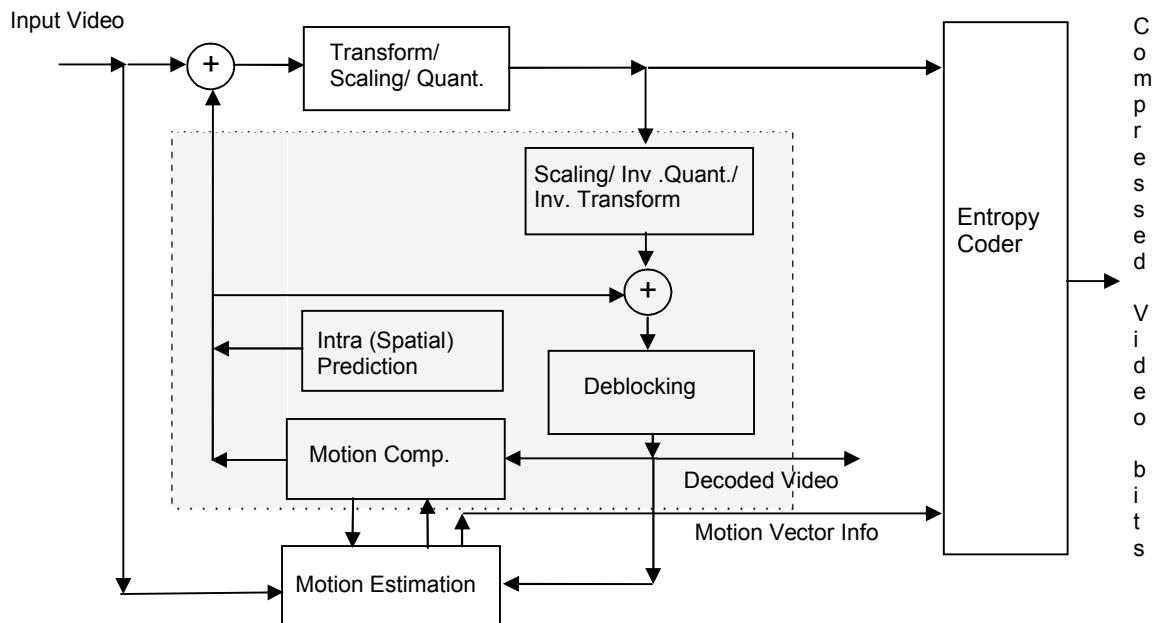 Input Video
+
Transform/
Scaling/ Quant.
Scaling/ Inv .Quant./
Inv. Transform
+
Intra (Spatial)
Prediction
Deblocking
Motion Comp.
Decoded Video
Motion Vector Info
Motion Estimation
Entropy
Coder
Compressed Video bits